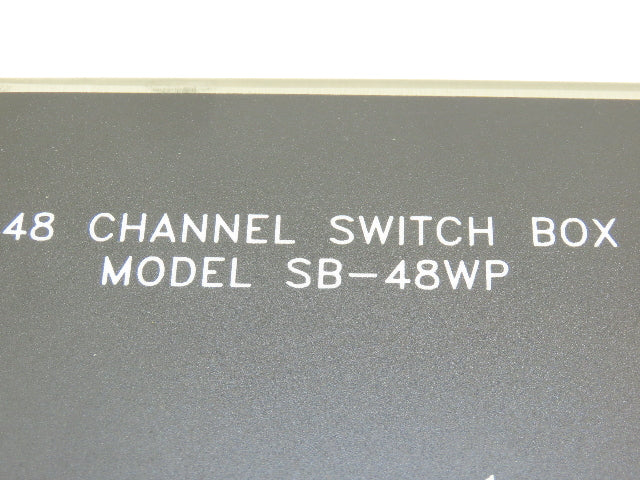 48 CHANNEL SWITCH BOX
MODEL SB-48WP